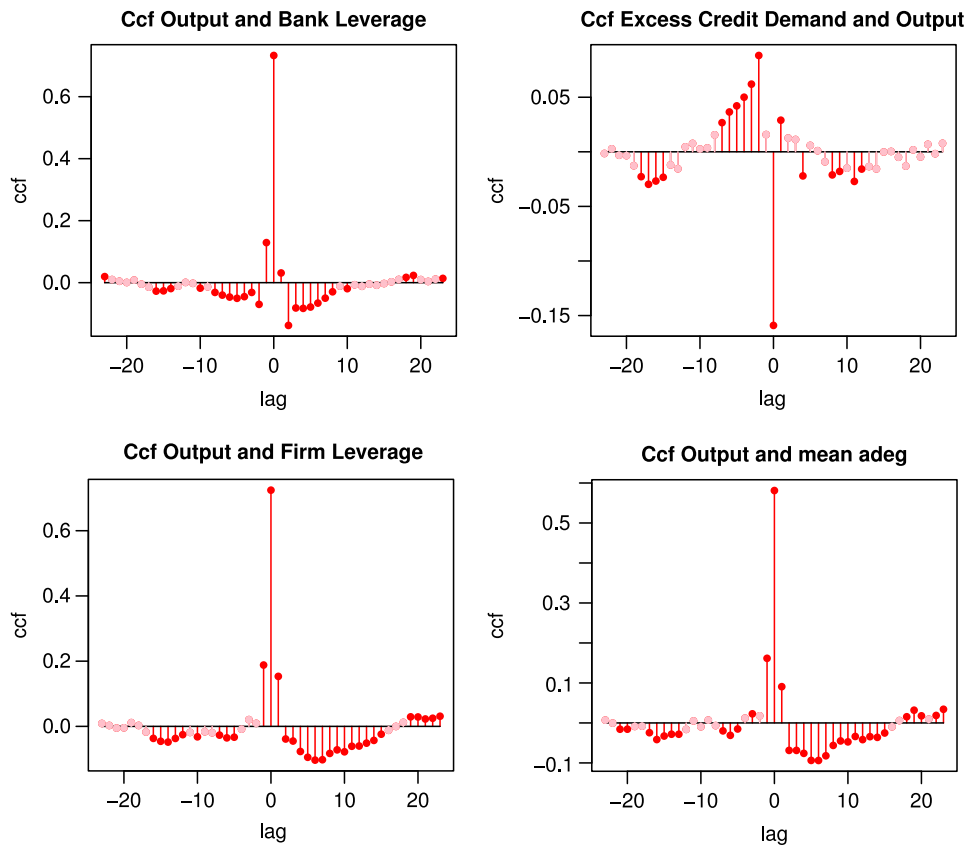 Ccf Output and Bank Leverage
ccf
0.6
0.4
0.2
0.0
−20
−10
0
10
20
lag
Ccf Excess Credit Demand and Output
ccf
0.05
−0.05
−0.15
−20
−10
0
10
20
lag
Ccf Output and Firm Leverage
ccf
0.6
0.4
0.2
0.0
−20
−10
0
10
20
lag
Ccf Output and mean adeg
ccf
0.5
0.3
0.1
−0.1
−20
−10
0
10
20
lag